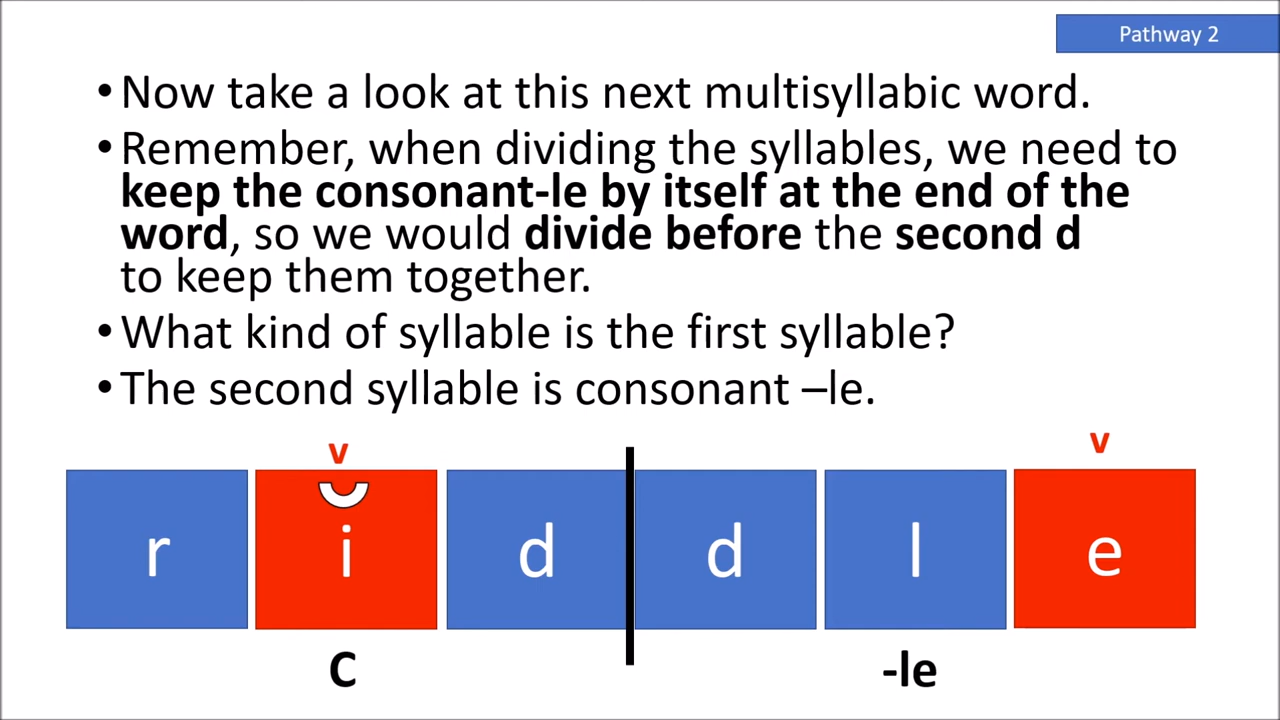 Pathway 2
•Now take a look at this next multisyllabic word.
•Remember, when dividing the syllables, we need to
keep the consonant-le by itself at the end of the
word, so we would divide before the second d
to keep them together.
•What kind of syllable is the first syllable?
•The second syllable is consonant –le.
v v
r i d d l e
C -le